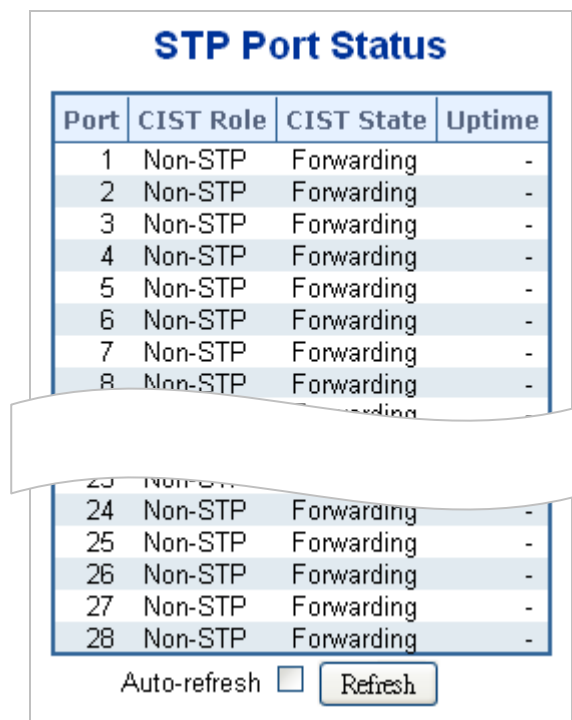 STP Port Status
Port CIST Role CIST State Uptime
1 Non-STP Forwarding -
2 Non-STP Forwarding -
3 Non-STP Forwarding -
4 Non-STP Forwarding -
5 Non-STP Forwarding -
6 Non-STP Forwarding -
7 Non-STP Forwarding -
8 Non-STP Forwarding -
24 Non-STP Forwarding -
25 Non-STP Forwarding -
26 Non-STP Forwarding -
27 Non-STP Forwarding -
28 Non-STP Forwarding -
Auto-refresh Refresh